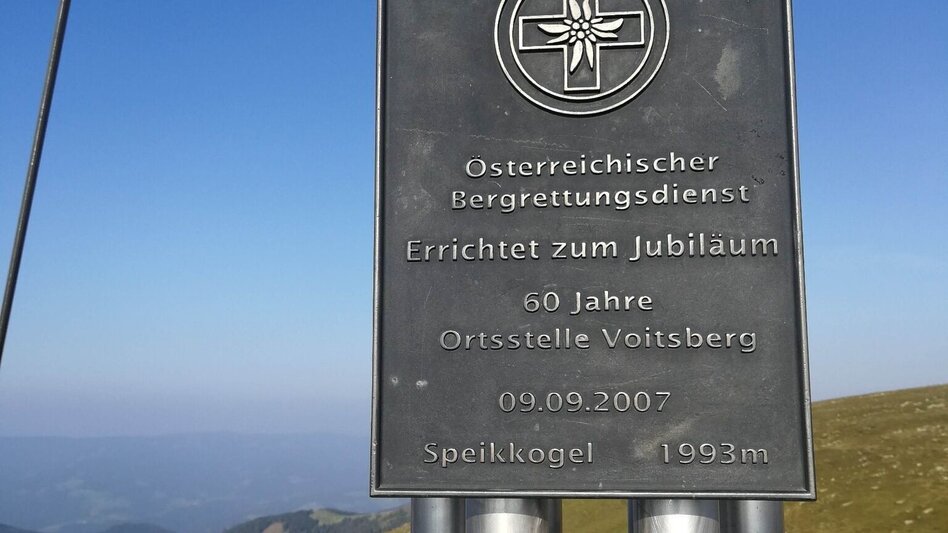 Österreichischer
Bergrettungsdienst
Errichtet zum Jubiläum
60 Jahre
Ortsstelle Voitsberg
09.09.2007
Speikkogel 1993m